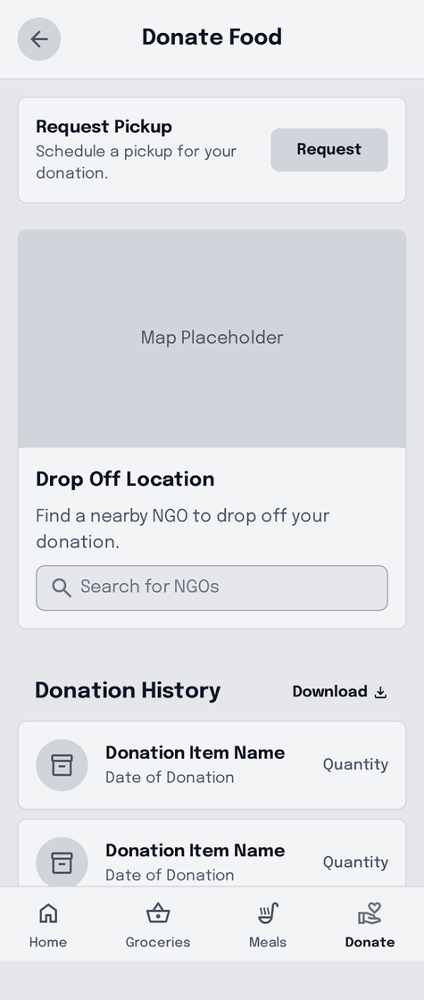 Donate Food
Request Pickup
Schedule a pickup for your
donation.
Request
Map Placeholder
Drop Off Location
Find a nearby NGO to drop off your
donation.
Search for NGOs
Donation History
Download
Donation Item Name
Date of Donation
Quantity
Donation Item Name
Date of Donation
Quantity
Home
Groceries
Meals
Donate